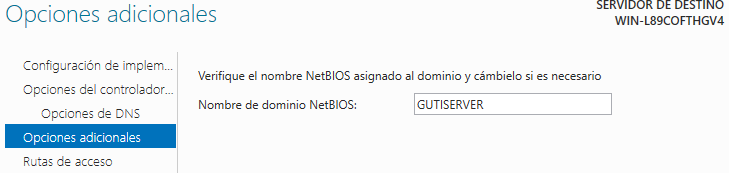 Opciones adicionales
SERVIDOR DE DESTINO
WIN-L89COFTHGV4
Configuración de implem...
Opciones del controlador...
Opciones de DNS
Opciones adicionales
Rutas de acceso
Verifique el nombre NetBIOS asignado al dominio y cámbielo si es necesario
Nombre de dominio NetBIOS: GUTISERVER